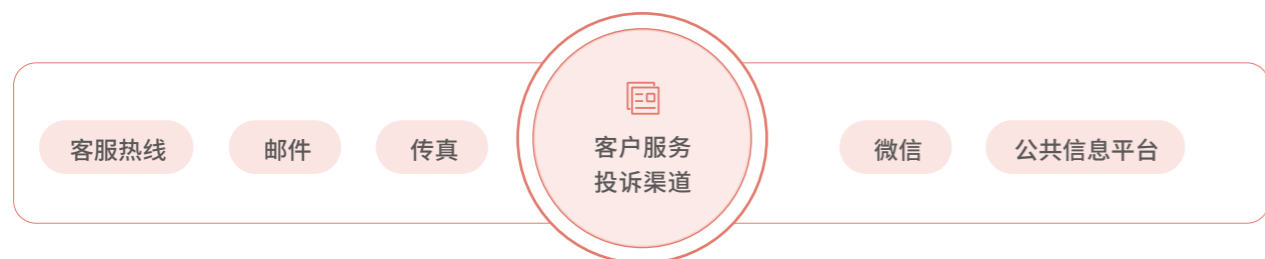 客服热线
邮件
传真
客户服务
投诉渠道
微信
公共信息平台